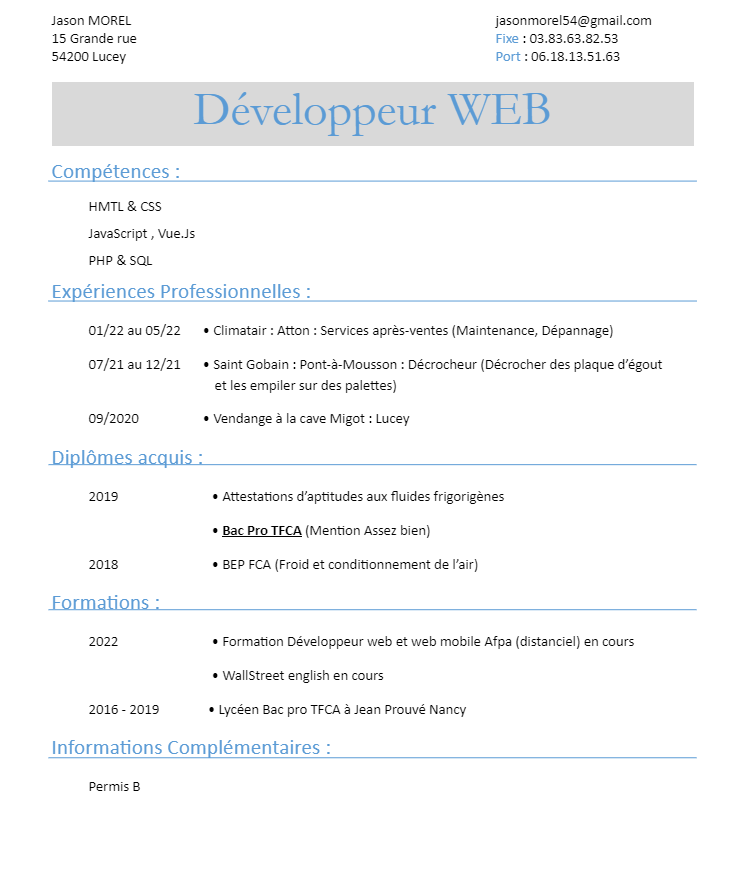 Jason MOREL
jasonmorel54@gmail.com
15 Grande rue
Fixe : 03.83.63.82.53
54200 Lucey
Port : 06.18.13.51.63
Développeur WEB
Compétences :
HMTL & CSS
JavaScript , Vue.Js
PHP & SQL
Expériences Professionnelles :
01/22 au 05/22 • Climatair : Atton : Services après-ventes (Maintenance, Dépannage)
07/21 au 12/21 • Saint Gobain : Pont-à-Mousson : Décrocheur (Décrocher des plaque d’égout
et les empiler sur des palettes)
09/2020 • Vendange à la cave Migot : Lucey
Diplômes acquis :
2019 • Attestations d’aptitudes aux fluides frigorigènes
• Bac Pro TFCA (Mention Assez bien)
2018 • BEP FCA (Froid et conditionnement de l’air)
Formations :
2022 • Formation Développeur web et web mobile Afpa (distanciel) en cours
• WallStreet english en cours
2016 - 2019 • Lycéen Bac pro TFCA à Jean Prouvé Nancy
Informations Complémentaires :
Permis B